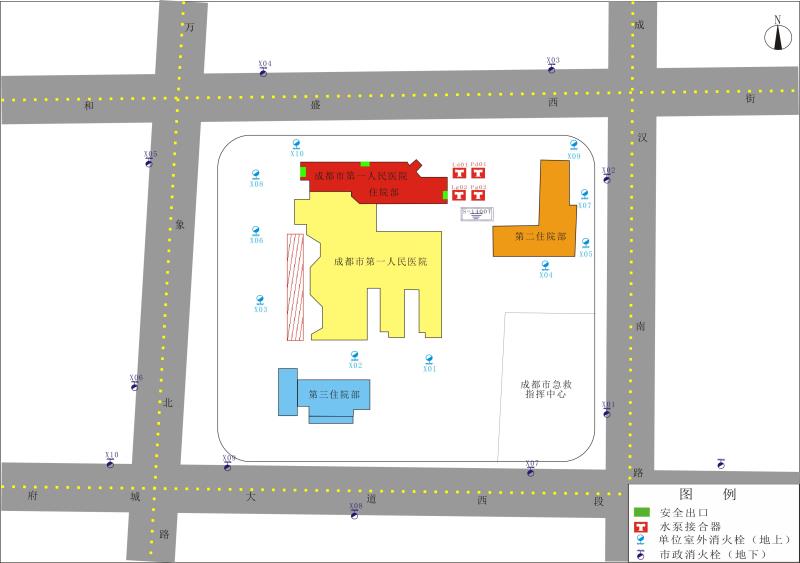 N
万
成
X04
X03
和
盛
西
街
X10
X09
汉
X05
成都市第一人民医院
住院部
X08
X02
X07
S-1100T
象
X06
第二住院部
X05
成都市第一人民医院
X04
X03
南
X02
X01
X06
第三住院部
成都市急救
指挥中心
北
X01
X10
X09
X07
路
府
城
大
道
西
段
X08
路
图 例
安全出口
水泵接合器
单位室外消火栓（地上）
市政消火栓（地下）